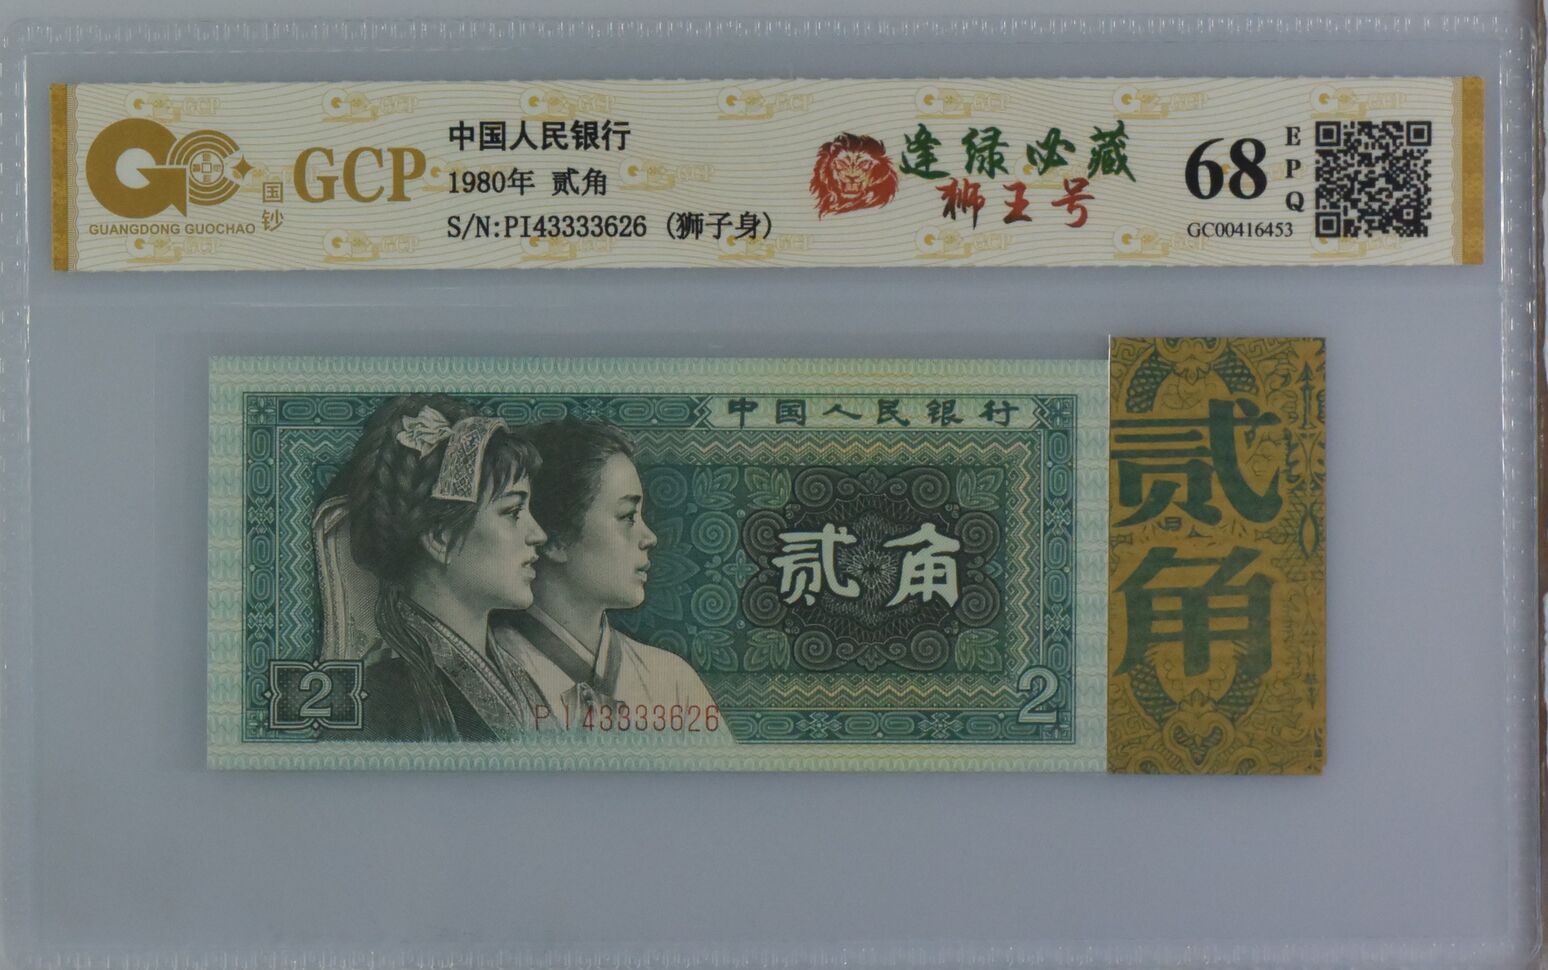 GUANGDONG GUOCHAO
国钞
GCP
中国人民银行
1980年 贰角
S/N:PI43333626 (狮子身)
逢绿必藏
狮王号
68
EPQ
GC00416453
中国人民银行
贰角
2
2
PI43333626
贰角